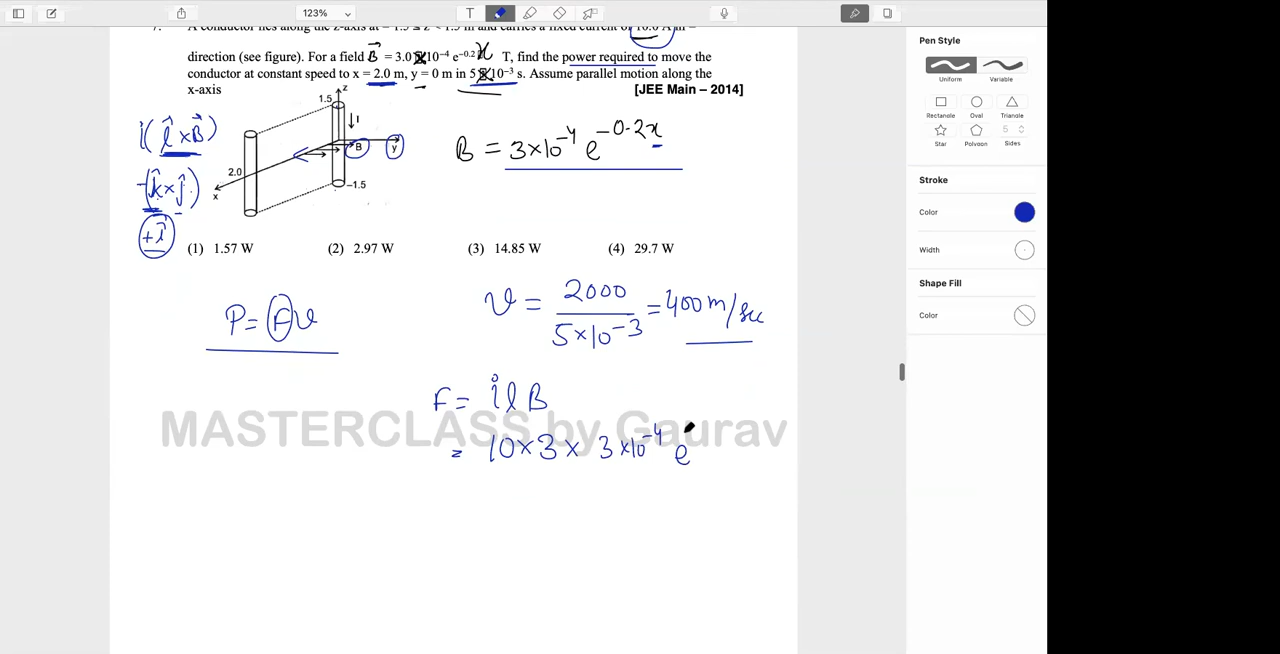 123%
7. A conductor lies along the z-axis at –1.5 ≤ z < 1.5 m and carries a fixed current of 10.0 A in –
direction (see figure). For a field B⃗ = 3.0 × 10⁻⁴ e⁻⁰·² x T, find the power required to move the
conductor at constant speed to x = 2.0 m, y = 0 m in 5 × 10⁻³ s. Assume parallel motion along the
x-axis [JEE Main – 2014]
z
1.5
I
B
y
2.0
x
–1.5
i(l⃗ × B⃗)
–(k̂ × ĵ)
+î
B = 3×10⁻⁴ e^–0.2x
(1) 1.57 W (2) 2.97 W (3) 14.85 W (4) 29.7 W
P = Fv
v = 2000 / 5×10⁻³ = 400 m/sec
F = i l B
MASTERCLASS by Gaurav
= 10 × 3 × 3×10⁻⁴ e
Pen Style
Uniform Variable
Rectangle Oval Triangle
5
Star Polygon Sides
Stroke
Color
Width
Shape Fill
Color